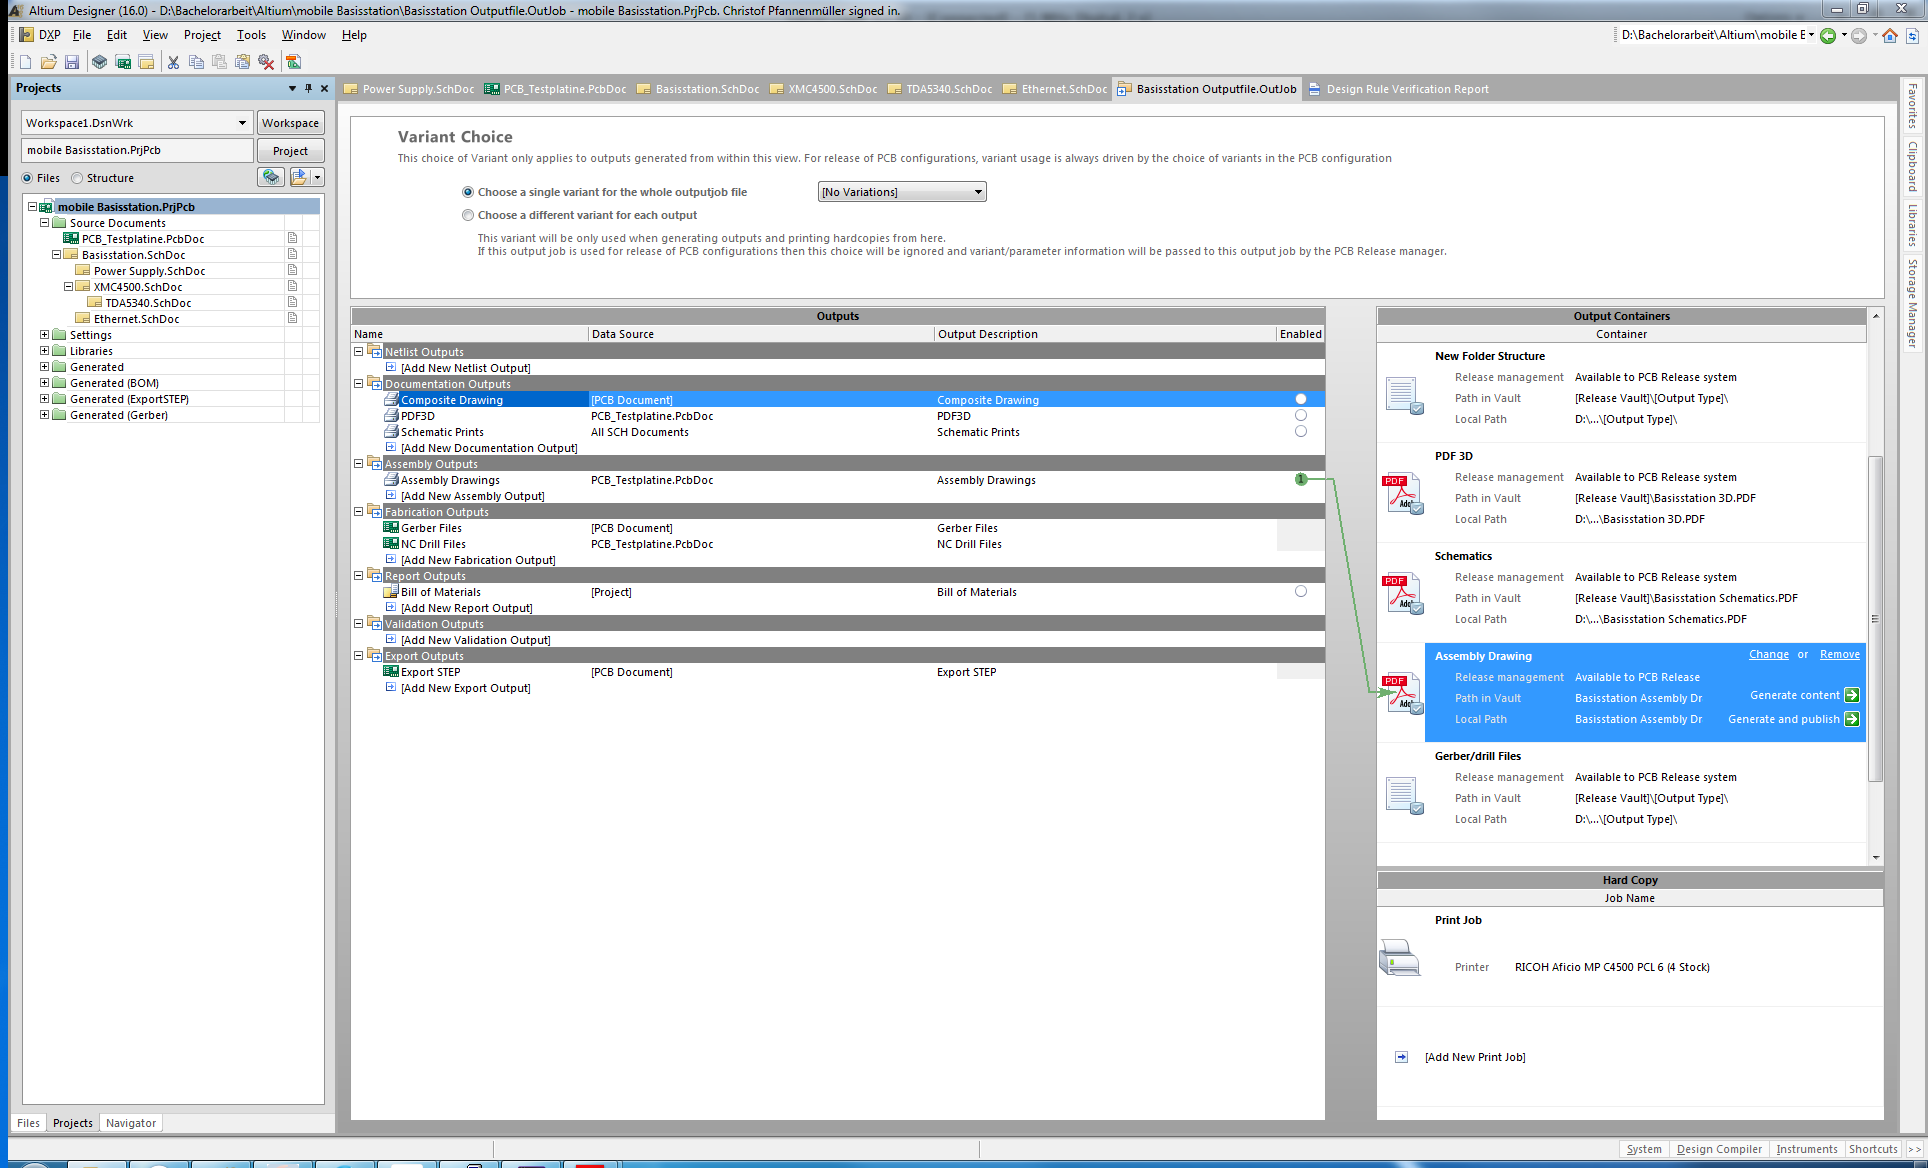 Altium Designer (16.0) - D:\Bachelorarbeit\Altium\mobile Basisstation\Basisstation Outputfile.OutJob - mobile Basisstation.PrjPcb. Christof Pfannenmüller signed in.
DXP File Edit View Project Tools Window Help
D:\Bachelorarbeit\Altium\mobile E
Projects
Workspace1.DsnWrk
Workspace
mobile Basisstation.PrjPcb
Project
Files
Structure
mobile Basisstation.PrjPcb
Source Documents
PCB_Testplatine.PcbDoc
Basisstation.SchDoc
Power Supply.SchDoc
XMC4500.SchDoc
TDA5340.SchDoc
Ethernet.SchDoc
Settings
Libraries
Generated
Generated (BOM)
Generated (ExportSTEP)
Generated (Gerber)
Files Projects Navigator
Power Supply.SchDoc PCB_Testplatine.PcbDoc Basisstation.SchDoc XMC4500.SchDoc TDA5340.SchDoc Ethernet.SchDoc Basisstation Outputfile.OutJob Design Rule Verification Report
Variant Choice
This choice of Variant only applies to outputs generated from within this view. For release of PCB configurations, variant usage is always driven by the choice of variants in the PCB configuration
Choose a single variant for the whole outputjob file
[No Variations]
Choose a different variant for each output
This variant will be only used when generating outputs and printing hardcopies from here.
If this output job is used for release of PCB configurations then this choice will be ignored and variant/parameter information will be passed to this output job by the PCB Release manager.
Outputs
Name Data Source Output Description Enabled
Netlist Outputs
[Add New Netlist Output]
Documentation Outputs
Composite Drawing [PCB Document] Composite Drawing
PDF3D PCB_Testplatine.PcbDoc PDF3D
Schematic Prints All SCH Documents Schematic Prints
[Add New Documentation Output]
Assembly Outputs
Assembly Drawings PCB_Testplatine.PcbDoc Assembly Drawings 1
[Add New Assembly Output]
Fabrication Outputs
Gerber Files [PCB Document] Gerber Files
NC Drill Files PCB_Testplatine.PcbDoc NC Drill Files
[Add New Fabrication Output]
Report Outputs
Bill of Materials [Project] Bill of Materials
[Add New Report Output]
Validation Outputs
[Add New Validation Output]
Export Outputs
Export STEP [PCB Document] Export STEP
[Add New Export Output]
Output Containers
Container
New Folder Structure
Release management Available to PCB Release system
Path in Vault [Release Vault]\[Output Type]\
Local Path D:\...\[Output Type]\
PDF 3D
PDF
Release management Available to PCB Release system
Path in Vault [Release Vault]\Basisstation 3D.PDF
Local Path D:\...\Basisstation 3D.PDF
Schematics
PDF
Release management Available to PCB Release system
Path in Vault [Release Vault]\Basisstation Schematics.PDF
Local Path D:\...\Basisstation Schematics.PDF
Assembly Drawing Change or Remove
PDF
Release management Available to PCB Release
Path in Vault Basisstation Assembly Dr Generate content
Local Path Basisstation Assembly Dr Generate and publish
Gerber/drill Files
Release management Available to PCB Release system
Path in Vault [Release Vault]\[Output Type]\
Local Path D:\...\[Output Type]\
Hard Copy
Job Name
Print Job
Printer RICOH Aficio MP C4500 PCL 6 (4 Stock)
[Add New Print Job]
Favorites
Clipboard
Libraries
Storage Manager
System Design Compiler Instruments Shortcuts >>